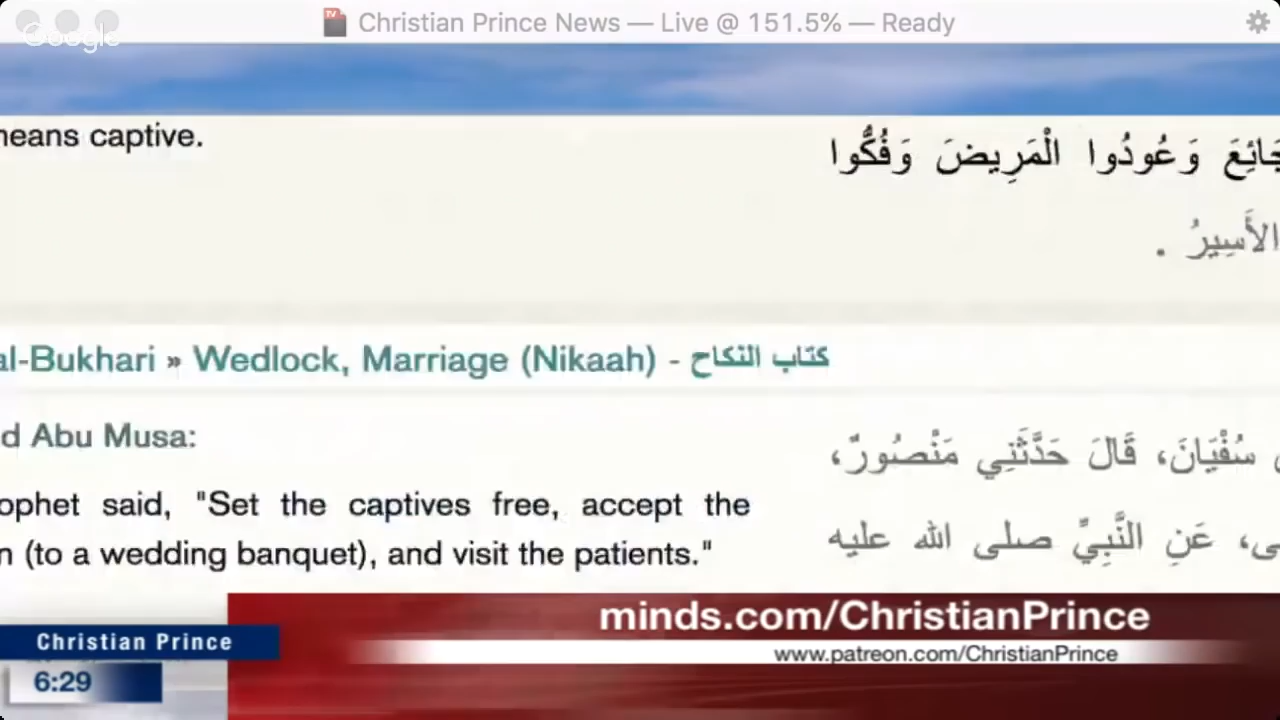 Google
TV
Christian Prince News — Live @ 151.5% — Ready
means captive.
وَعُودُوا الْمَرِيضَ وَفُكُّوا
الأَسِيرُ .
al-Bukhari » Wedlock, Marriage (Nikaah) - كتاب النكاح
Abu Musa:
سُفْيَانَ، قَالَ حَدَّثَنِي مَنْصُورٌ،
said, "Set the captives free, accept the
عَنِ النَّبِيِّ صلى الله عليه
(to a wedding banquet), and visit the patients."
minds.com/ChristianPrince
www.patreon.com/ChristianPrince
Christian Prince
6:29